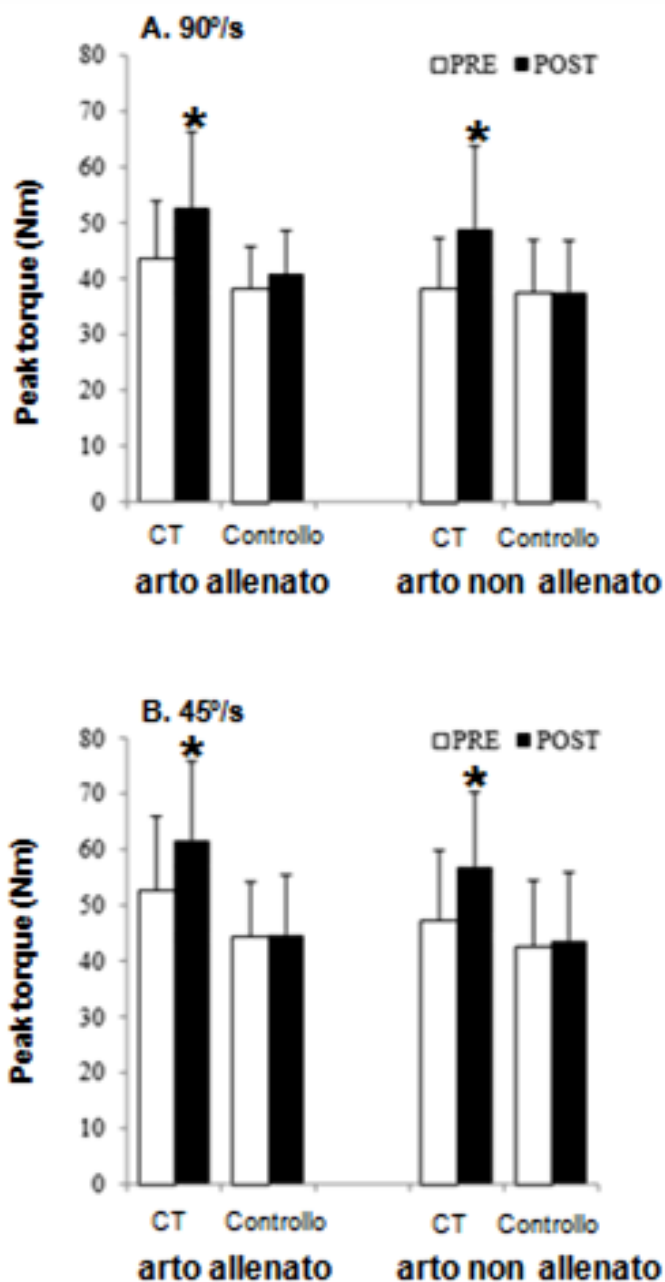 A. 90º/s
80
□PRE ■POST
70
60
50
40
30
20
10
0
Peak torque (Nm)
CT Controllo CT Controllo
arto allenato arto non allenato
B. 45º/s
80
□PRE ■POST
70
60
50
40
30
20
10
0
Peak torque (Nm)
CT Controllo CT Controllo
arto allenato arto non allenato